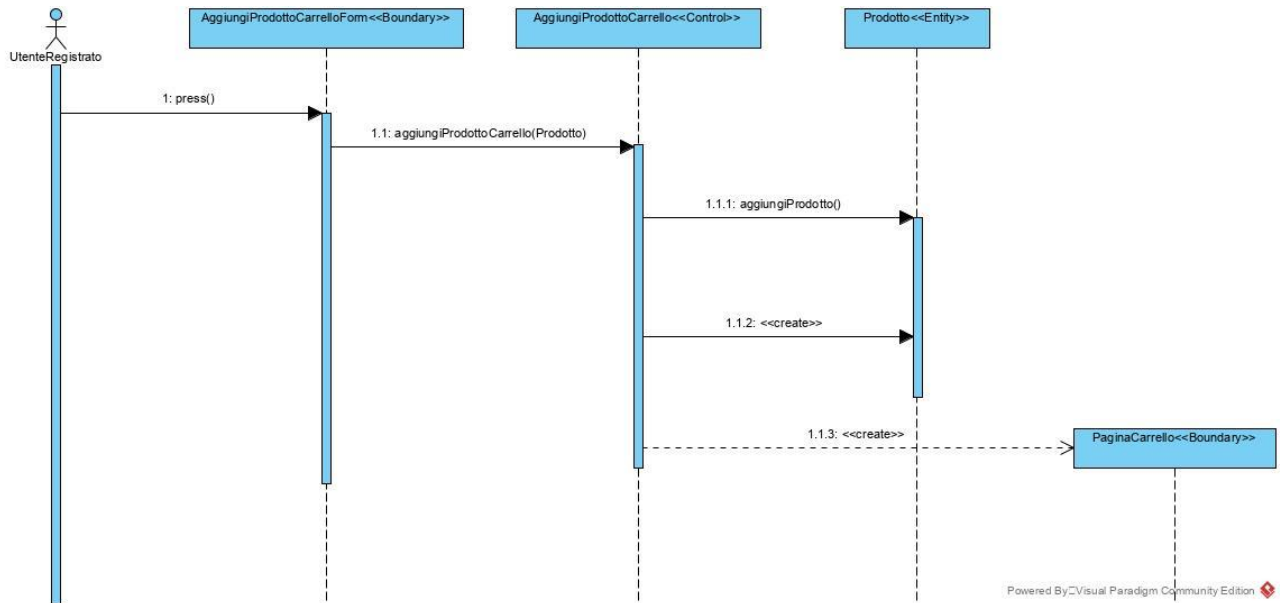 AggiungiProdottoCarrelloForm<<Boundary>>
AggiungiProdottoCarrello<<Control>>
Prodotto<<Entity>>
UtenteRegistrato
1: press()
1.1: aggiungiProdottoCarrello(Prodotto)
1.1.1: aggiungiProdotto()
1.1.2: <<create>>
1.1.3: <<create>>
PaginaCarrello<<Boundary>>
Powered By Visual Paradigm Community Edition